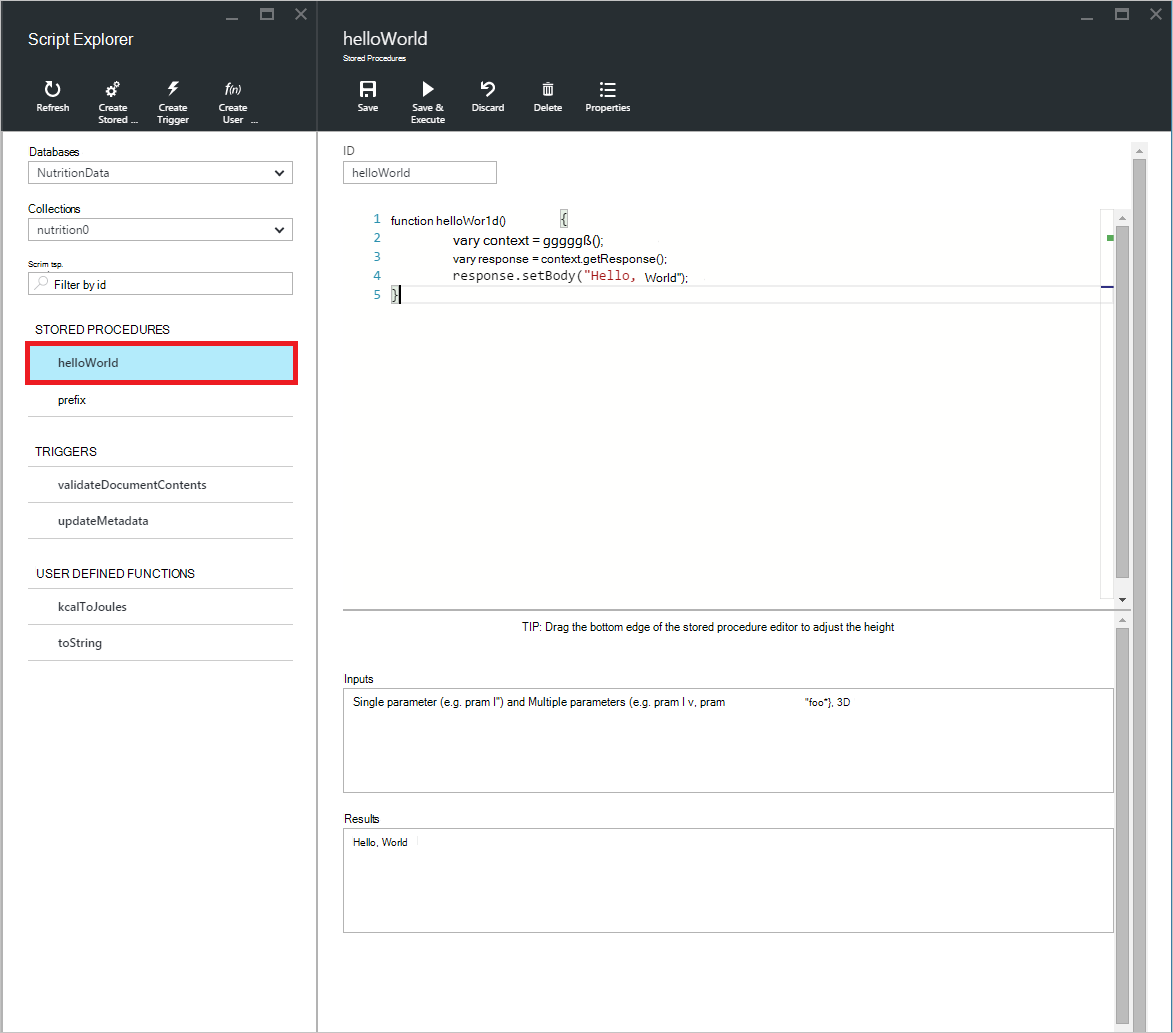 Script Explorer
Refresh
Create
Stored ...
Create
Trigger
f(n)
Create
User ...
Databases
NutritionData
Collections
nutrition0
Scrim tsp.
Filter by id
STORED PROCEDURES
helloWorld
prefix
TRIGGERS
validateDocumentContents
updateMetadata
USER DEFINED FUNCTIONS
kcalToJoules
toString
helloWorld
Stored Procedures
Save
Save &
Execute
Discard
Delete
Properties
ID
helloWorld
1 function helloWor1d() {
2 vary context = gggggß();
3 vary response = context.getResponse();
4 response.setBody("Hello, World");
5 }
TIP: Drag the bottom edge of the stored procedure editor to adjust the height
Inputs
Single parameter (e.g. pram I") and Multiple parameters (e.g. pram I v, pram "foo*}, 3D
Results
Hello, World